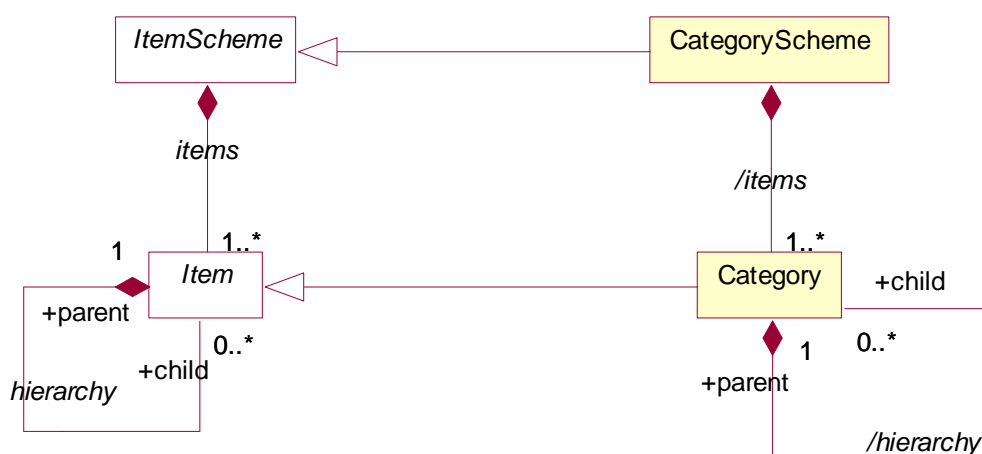 ItemScheme
CategoryScheme
items
/items
1
1..*
1..*
Item
Category
+child
+parent
0..*
1
0..*
+child
+parent
hierarchy
/hierarchy